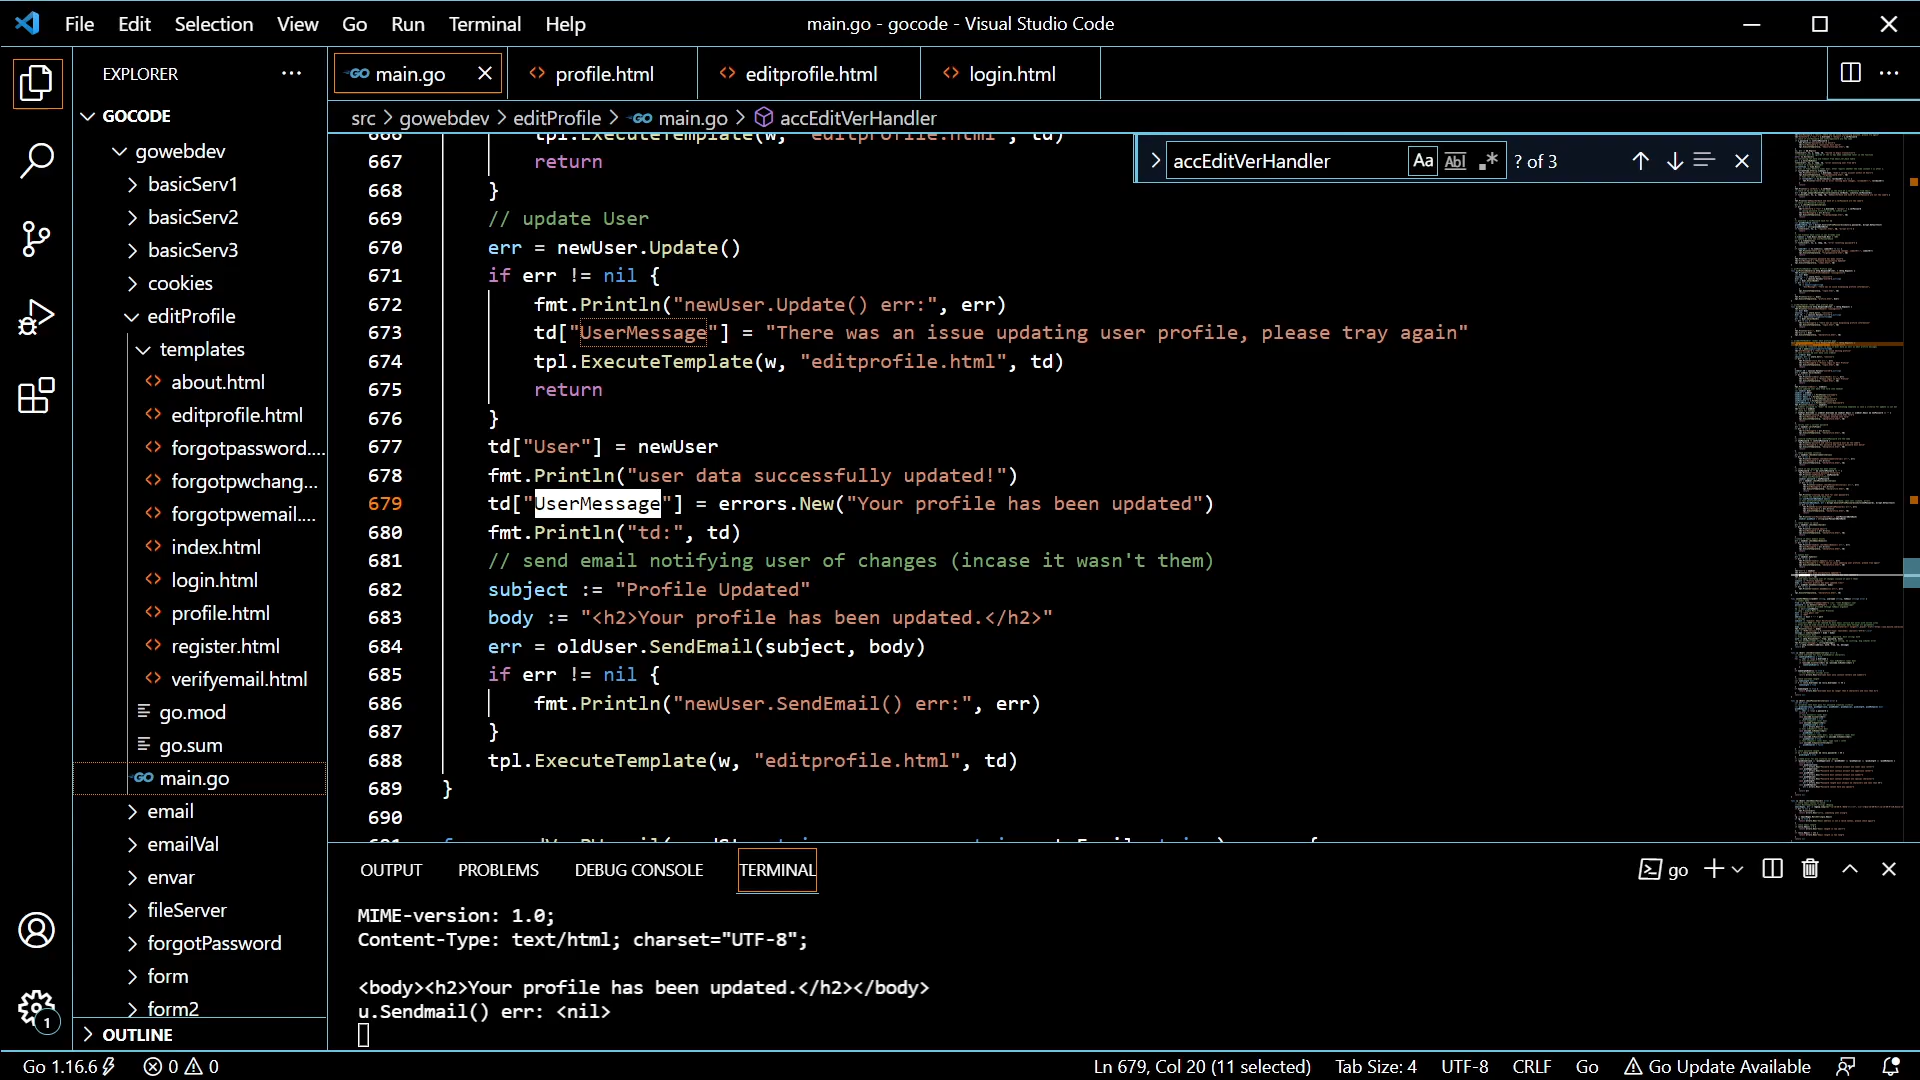 File Edit Selection View Go Run Terminal Help
main.go - gocode - Visual Studio Code
EXPLORER
GOCODE
gowebdev
basicServ1
basicServ2
basicServ3
cookies
editProfile
templates
about.html
editprofile.html
forgotpassword....
forgotpwchang...
forgotpwemail....
index.html
login.html
profile.html
register.html
verifyemail.html
go.mod
go.sum
main.go
email
emailVal
envar
fileServer
forgotPassword
form
form2
OUTLINE
main.go profile.html editprofile.html login.html
src > gowebdev > editProfile > main.go > accEditVerHandler
accEditVerHandler Aa Abl .* ? of 3
666 tpl.ExecuteTemplate(w, "editprofile.html", td)
667 return
668 }
669 // update User
670 err = newUser.Update()
671 if err != nil {
672 fmt.Println("newUser.Update() err:", err)
673 td["UserMessage"] = "There was an issue updating user profile, please tray again"
674 tpl.ExecuteTemplate(w, "editprofile.html", td)
675 return
676 }
677 td["User"] = newUser
678 fmt.Println("user data successfully updated!")
679 td["UserMessage"] = errors.New("Your profile has been updated")
680 fmt.Println("td:", td)
681 // send email notifying user of changes (incase it wasn't them)
682 subject := "Profile Updated"
683 body := "<h2>Your profile has been updated.</h2>"
684 err = oldUser.SendEmail(subject, body)
685 if err != nil {
686 fmt.Println("newUser.SendEmail() err:", err)
687 }
688 tpl.ExecuteTemplate(w, "editprofile.html", td)
689 }
690
OUTPUT PROBLEMS DEBUG CONSOLE TERMINAL
go
MIME-version: 1.0;
Content-Type: text/html; charset="UTF-8";
<body><h2>Your profile has been updated.</h2></body>
u.Sendmail() err: <nil>
1
Go 1.16.6 0 0 Ln 679, Col 20 (11 selected) Tab Size: 4 UTF-8 CRLF Go Go Update Available